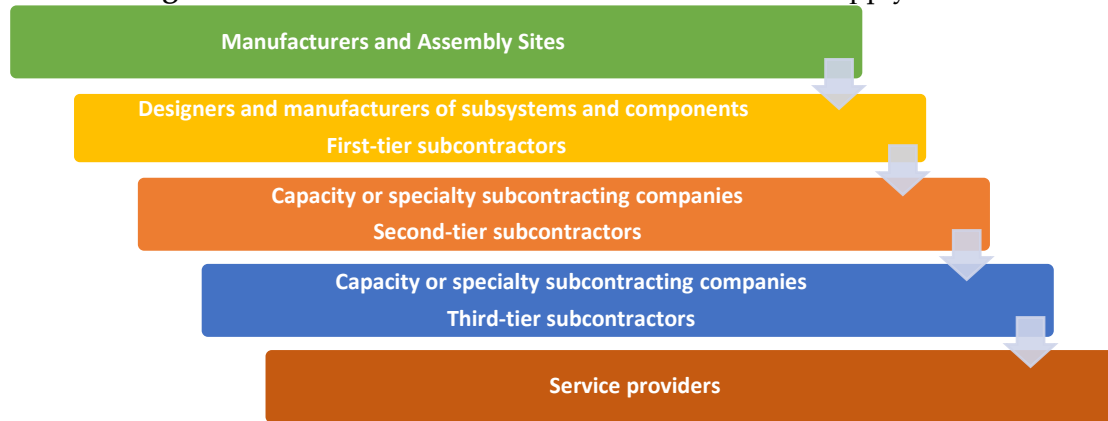 Manufacturers and Assembly Sites
Designers and manufacturers of subsystems and components
First-tier subcontractors
Capacity or specialty subcontracting companies
Second-tier subcontractors
Capacity or specialty subcontracting companies
Third-tier subcontractors
Service providers